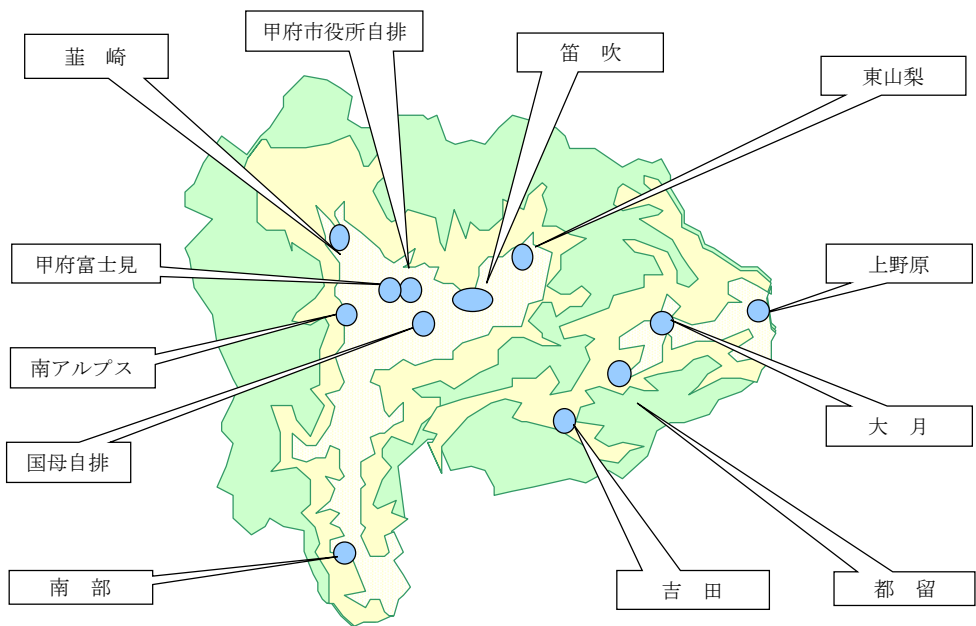 甲府市役所自排
韮　崎
笛　吹
東山梨
甲府富士見
上野原
南アルプス
大　月
国母自排
南　部
吉　田
都　留